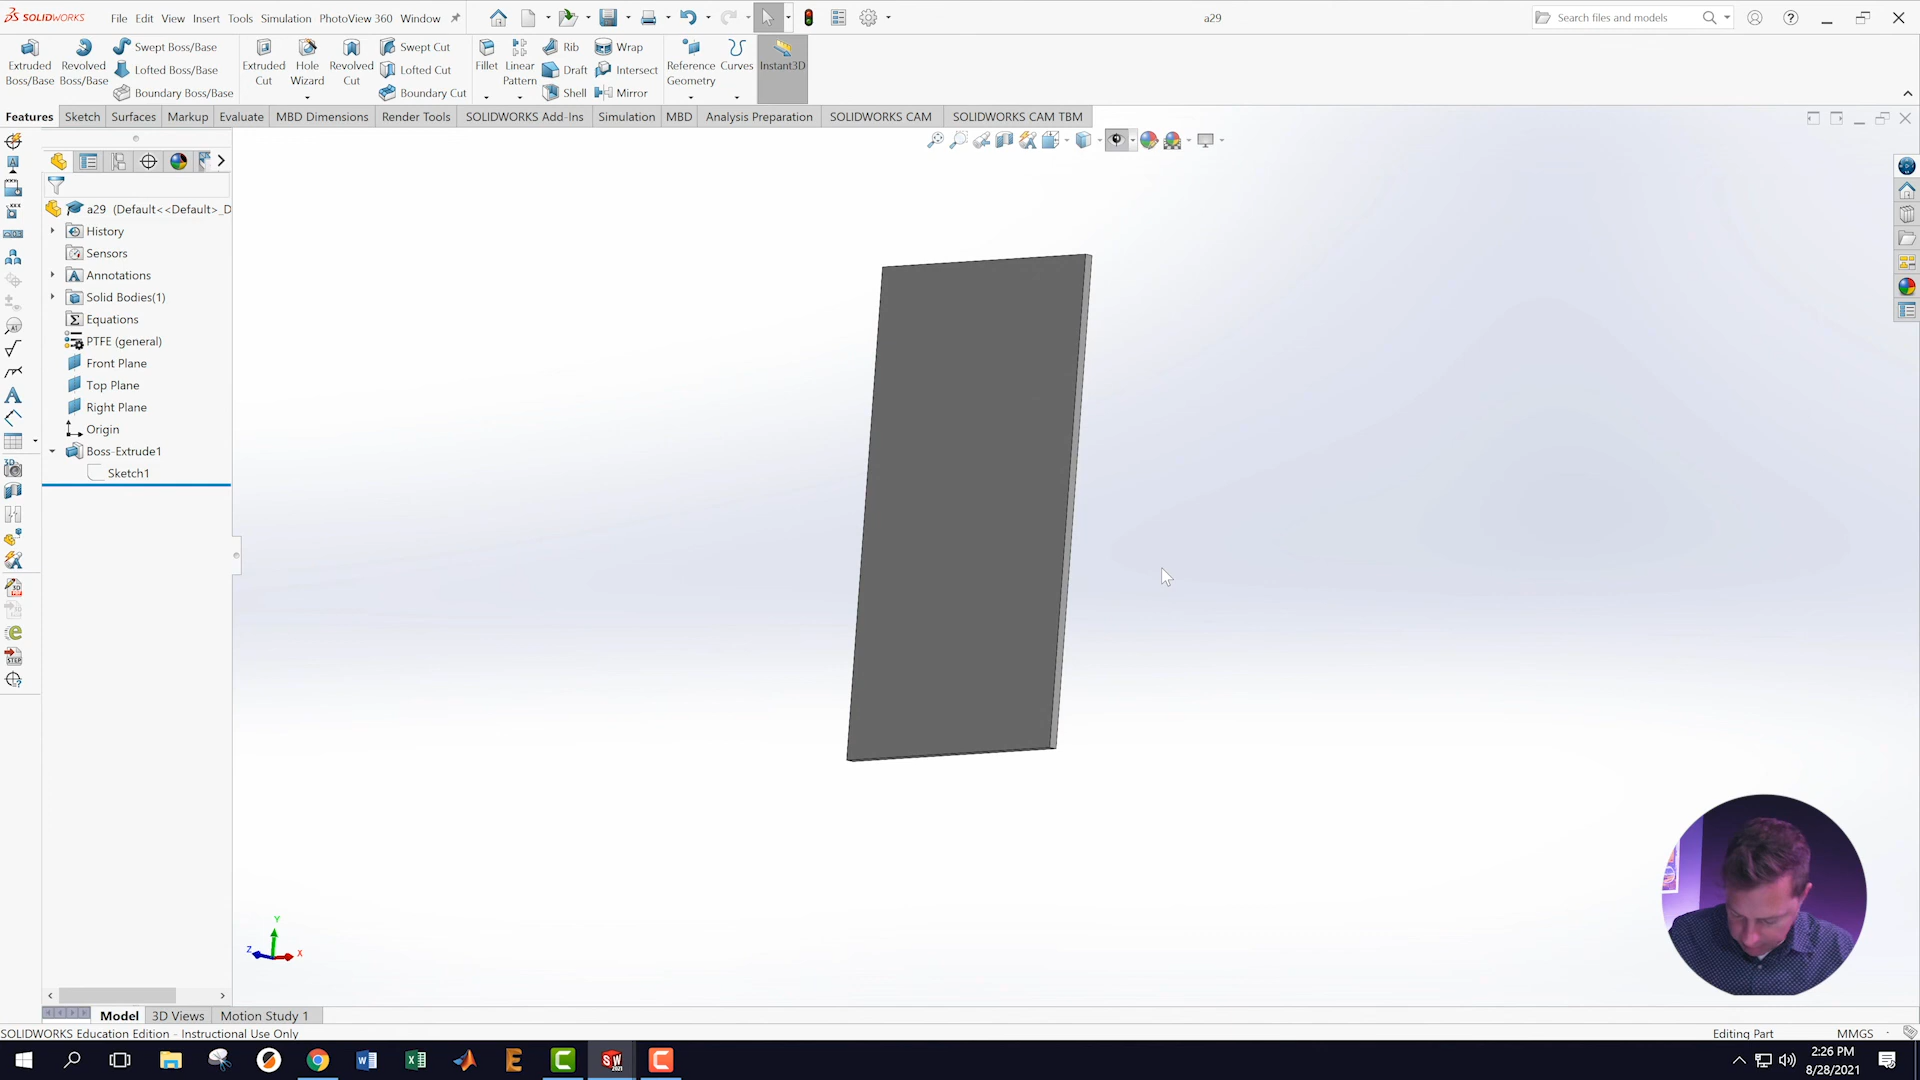 SOLIDWORKS File Edit View Insert Tools Simulation PhotoView 360 Window
a29
Search files and models
Extruded Boss/Base
Revolved Boss/Base
Swept Boss/Base
Lofted Boss/Base
Boundary Boss/Base
Extruded Cut
Hole Wizard
Revolved Cut
Swept Cut
Lofted Cut
Boundary Cut
Fillet
Linear Pattern
Rib
Draft
Shell
Wrap
Intersect
Mirror
Reference Geometry
Curves
Instant3D
Features Sketch Surfaces Markup Evaluate MBD Dimensions Render Tools SOLIDWORKS Add-Ins Simulation MBD Analysis Preparation SOLIDWORKS CAM SOLIDWORKS CAM TBM
a29 (Default<<Default>_D
History
Sensors
Annotations
Solid Bodies(1)
Equations
PTFE (general)
Front Plane
Top Plane
Right Plane
Origin
Boss-Extrude1
Sketch1
Y
Z
X
Model 3D Views Motion Study 1
SOLIDWORKS Education Edition - Instructional Use Only
Editing Part MMGS
2:26 PM
8/28/2021